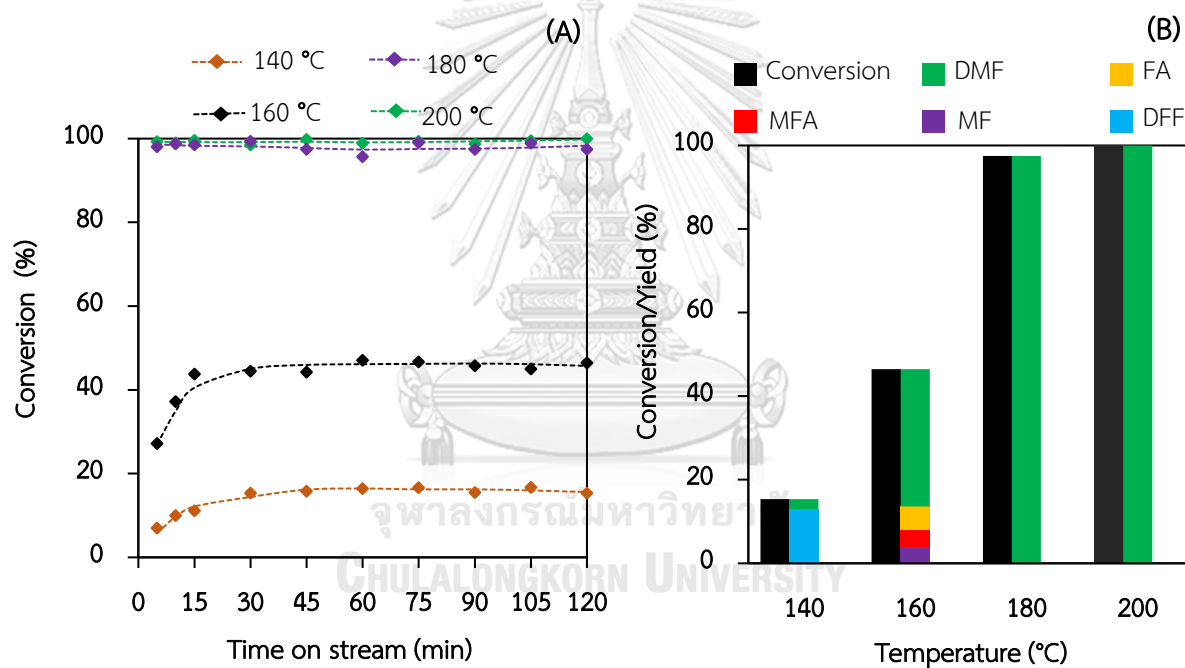 (A)
140 °C
180 °C
160 °C
200 °C
100
80
60
40
20
0
Conversion (%)
0 15 30 45 60 75 90 105 120
Time on stream (min)
(B)
Conversion DMF FA
MFA MF DFF
100
80
60
40
20
0
Conversion/Yield (%)
140 160 180 200
Temperature (°C)
จุฬาลงกรณ์มหาวิทยาลัย
CHULALONGKORN UNIVERSITY